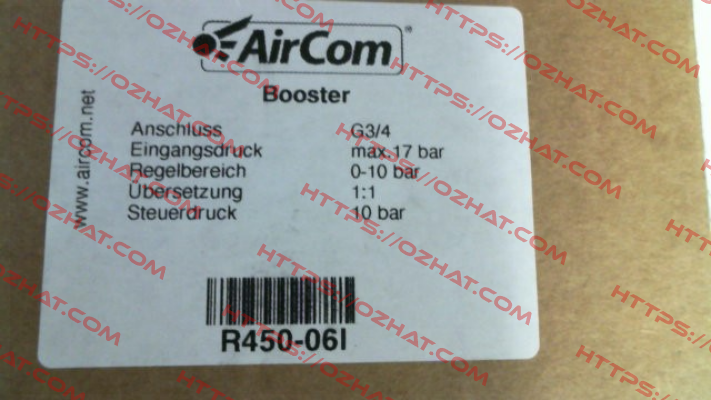 AirCom®
Booster
Anschluss G3/4
Eingangsdruck max.17 bar
Regelbereich 0-10 bar
Übersetzung 1:1
Steuerdruck 10 bar
www.aircom.net
R450-06I
HTTPS://OZHAT.COM